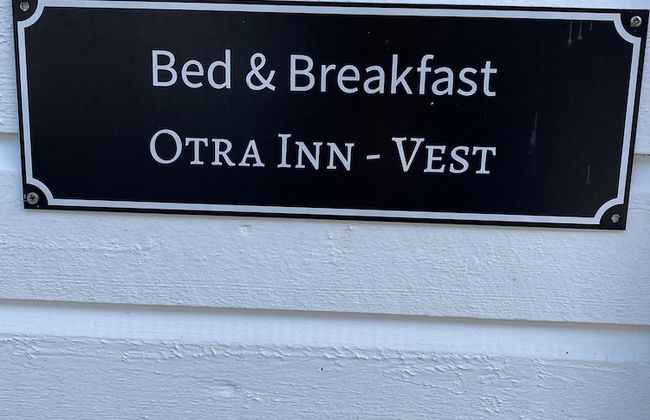 Bed & Breakfast
OTRA INN - VEST